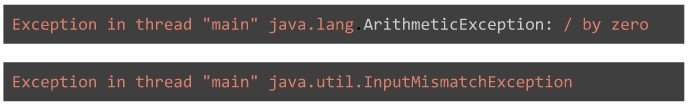 Exception in thread "main" java.lang.ArithmeticException: / by zero
Exception in thread "main" java.util.InputMismatchException